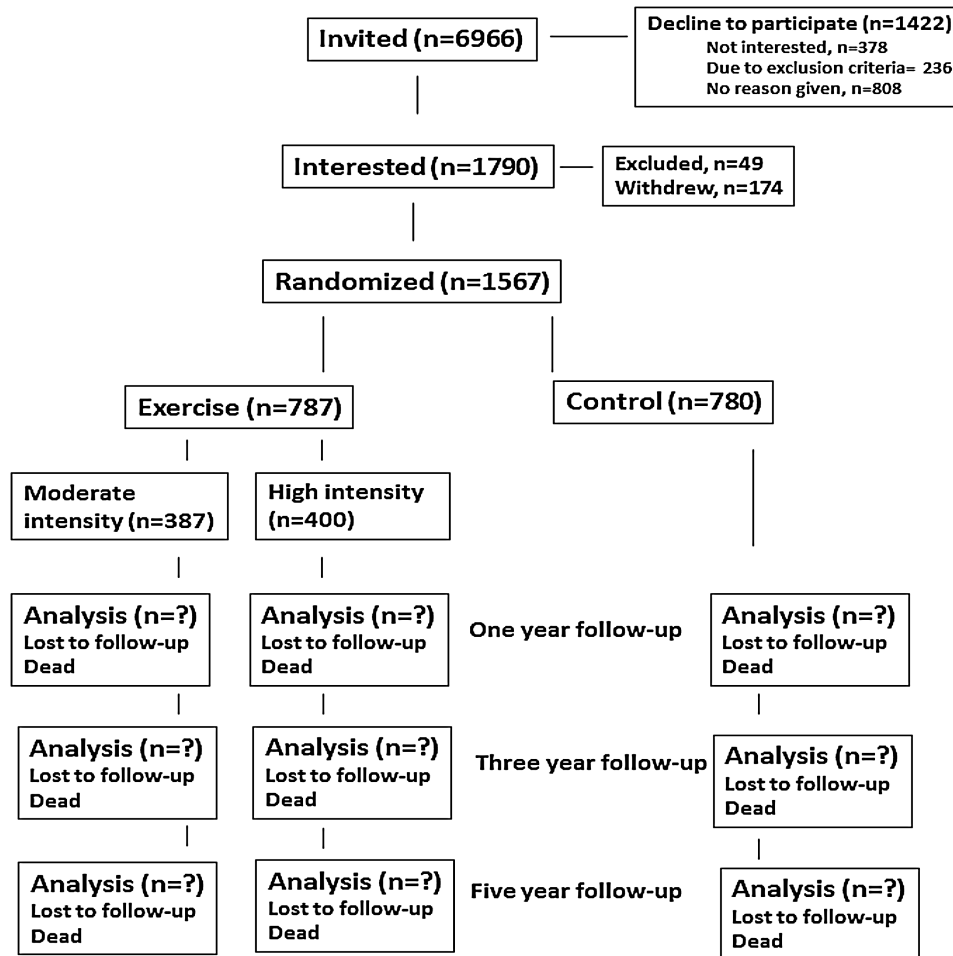 Invited (n=6966)
Decline to participate (n=1422)
Not interested, n=378
Due to exclusion criteria= 236
No reason given, n=808
Interested (n=1790)
Excluded, n=49
Withdrew, n=174
Randomized (n=1567)
Exercise (n=787)
Control (n=780)
Moderate
intensity (n=387)
High intensity
(n=400)
Analysis (n=?)
Lost to follow-up
Dead
Analysis (n=?)
Lost to follow-up
Dead
One year follow-up
Analysis (n=?)
Lost to follow-up
Dead
Analysis (n=?)
Lost to follow-up
Dead
Analysis (n=?)
Lost to follow-up
Dead
Three year follow-up
Analysis (n=?)
Lost to follow-up
Dead
Analysis (n=?)
Lost to follow-up
Dead
Analysis (n=?)
Lost to follow-up
Dead
Five year follow-up
Analysis (n=?)
Lost to follow-up
Dead